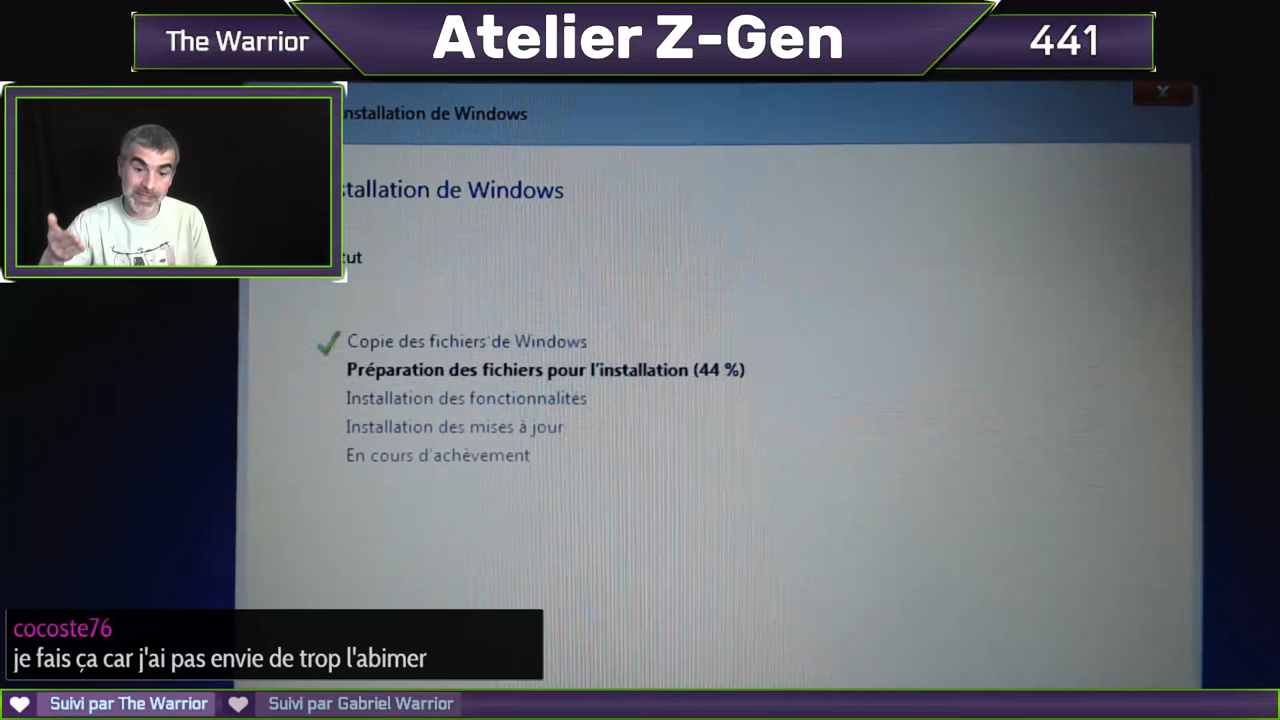 The Warrior
Atelier Z-Gen
441
nstallation de Windows
stallation de Windows
tut
Copie des fichiers de Windows
Préparation des fichiers pour l'installation (44 %)
Installation des fonctionnalités
Installation des mises à jour
En cours d'achèvement
cocoste76
je fais ça car j'ai pas envie de trop l'abimer
Suivi par The Warrior
Suivi par Gabriel Warrior